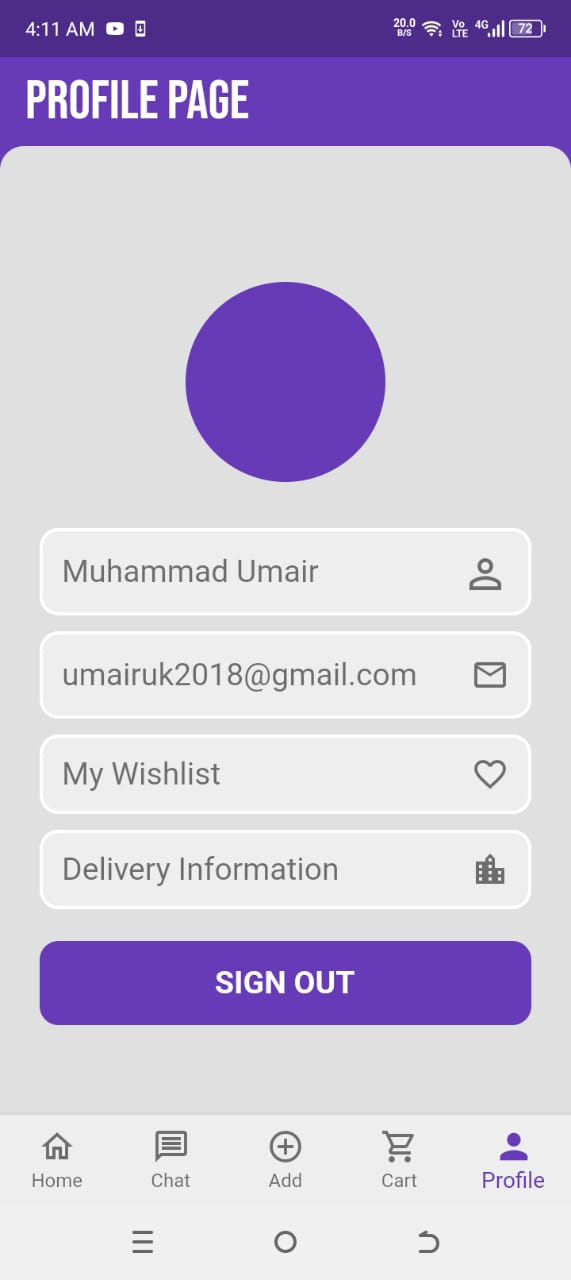 4:11 AM 20.0 B/S Vo LTE 4G 72
PROFILE PAGE
Muhammad Umair
umairuk2018@gmail.com
My Wishlist
Delivery Information
SIGN OUT
Home Chat Add Cart Profile